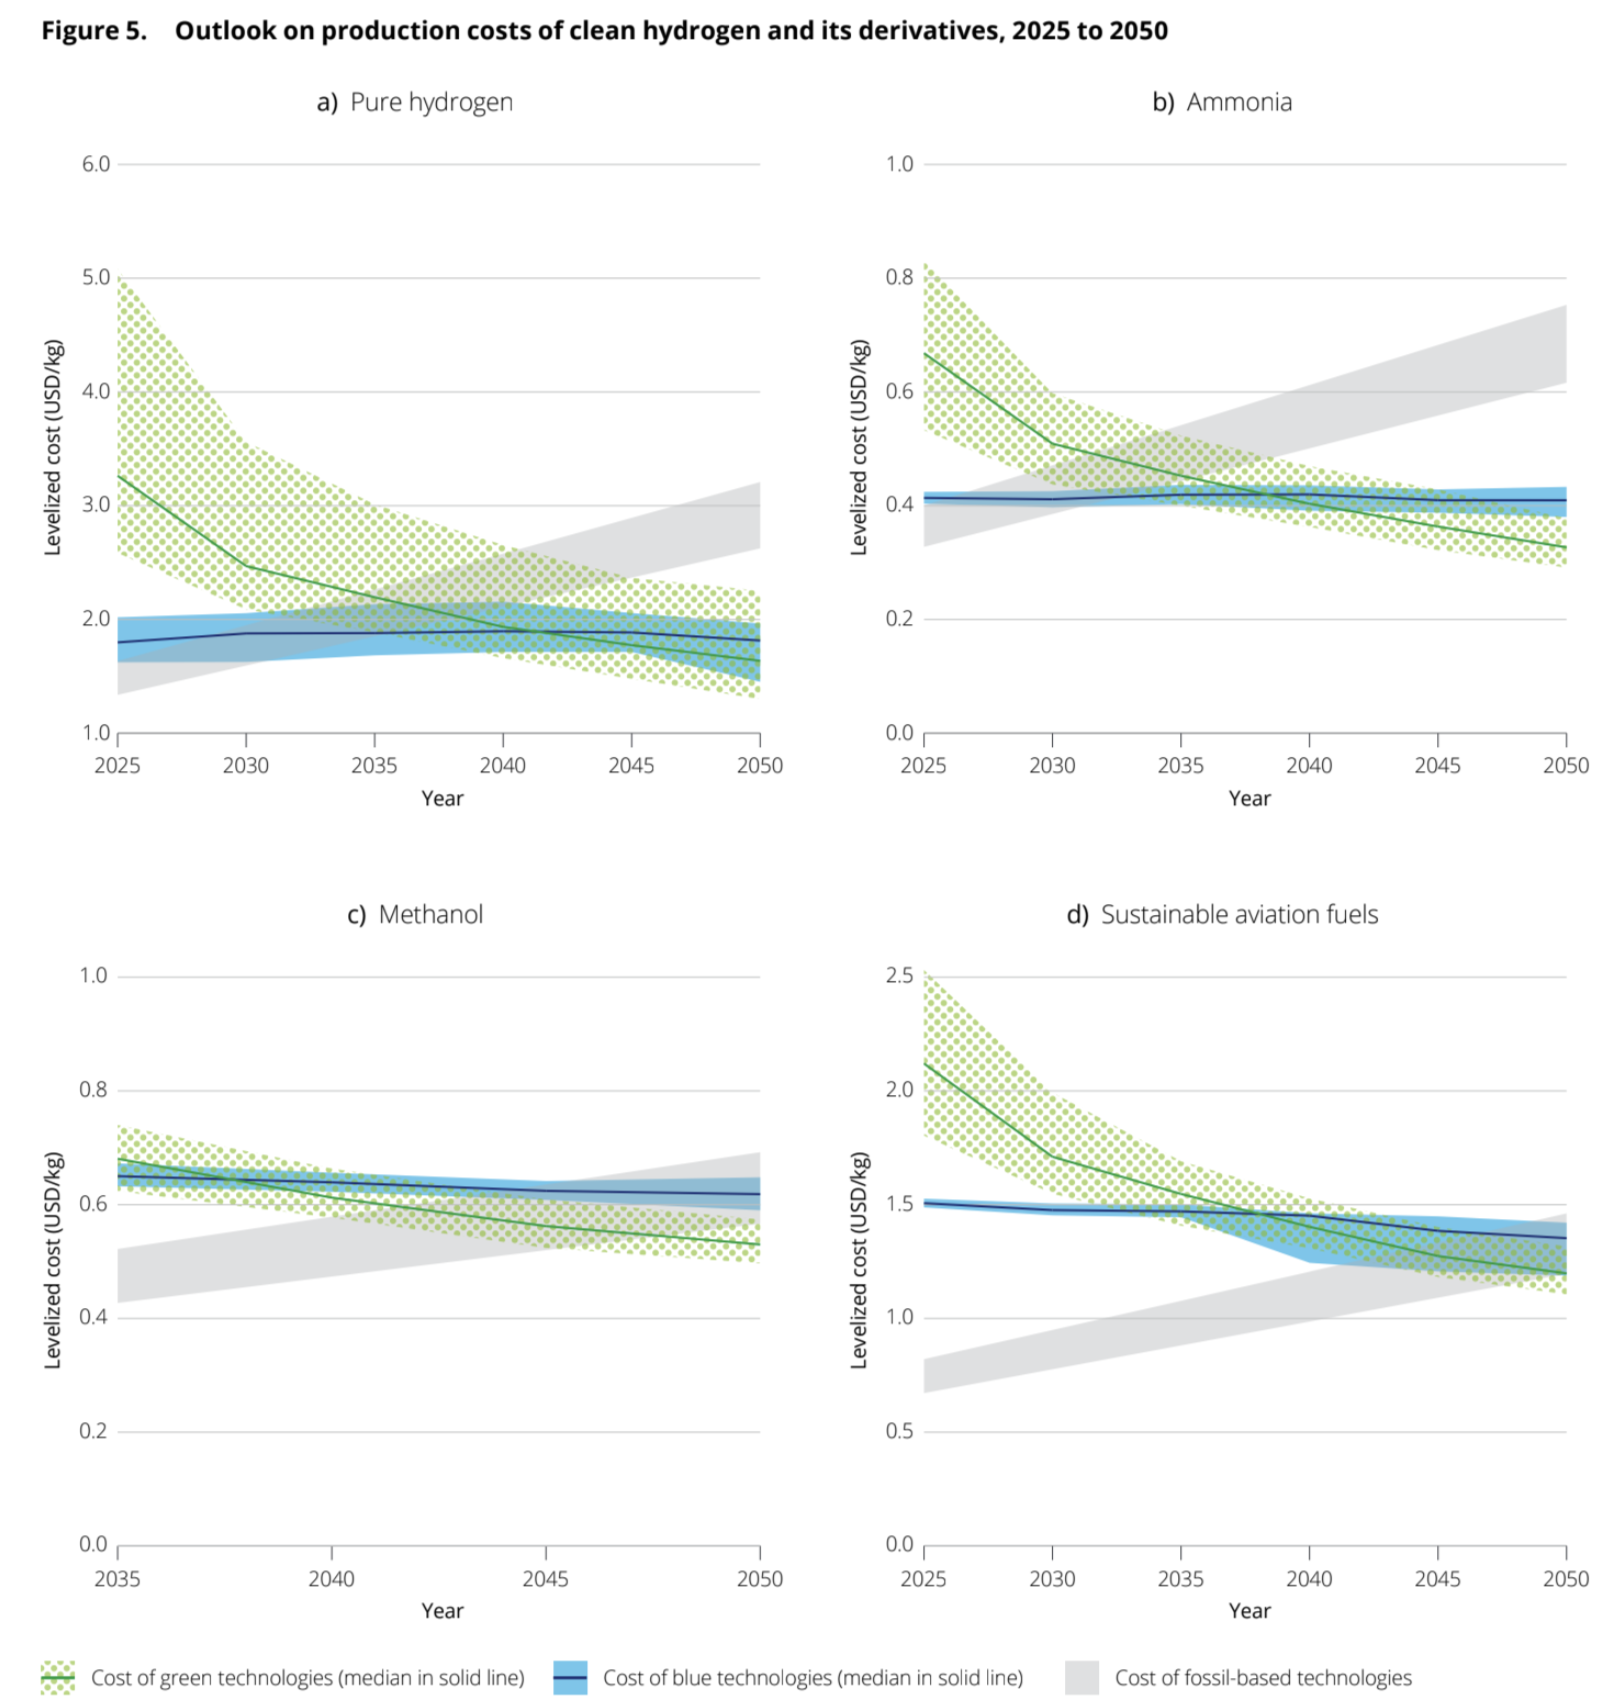 Figure 5. Outlook on production costs of clean hydrogen and its derivatives, 2025 to 2050
a) Pure hydrogen
Levelized cost (USD/kg)
6.0
5.0
4.0
3.0
2.0
1.0
2025 2030 2035 2040 2045 2050
Year
b) Ammonia
Levelized cost (USD/kg)
1.0
0.8
0.6
0.4
0.2
0.0
2025 2030 2035 2040 2045 2050
Year
c) Methanol
Levelized cost (USD/kg)
1.0
0.8
0.6
0.4
0.2
0.0
2035 2040 2045 2050
Year
d) Sustainable aviation fuels
Levelized cost (USD/kg)
2.5
2.0
1.5
1.0
0.5
0.0
2025 2030 2035 2040 2045 2050
Year
Cost of green technologies (median in solid line) Cost of blue technologies (median in solid line) Cost of fossil-based technologies